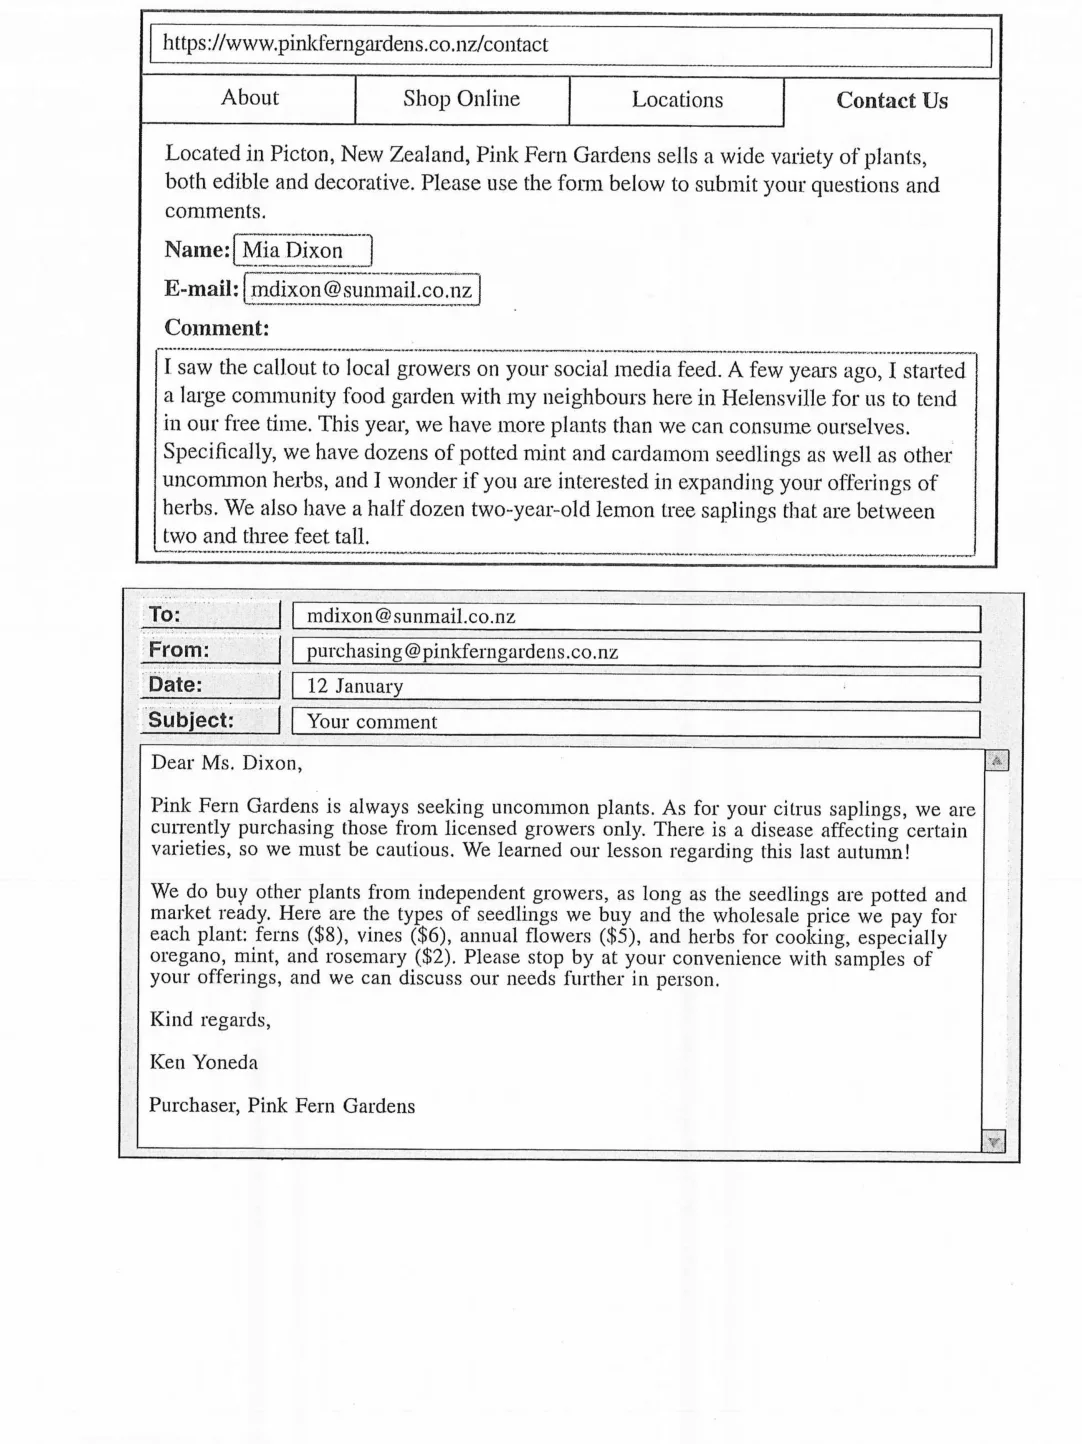 https://www.pinkferngardens.co.nz/contact
About
Shop Online
Locations
Contact Us
Located in Picton, New Zealand, Pink Fern Gardens sells a wide variety of plants,
both edible and decorative. Please use the form below to submit your questions and
comments.
Name: Mia Dixon
E-mail: mdixon@sunmail.co.nz
Comment:
I saw the callout to local growers on your social media feed. A few years ago, I started
a large community food garden with my neighbours here in Helensville for us to tend
in our free time. This year, we have more plants than we can consume ourselves.
Specifically, we have dozens of potted mint and cardamom seedlings as well as other
uncommon herbs, and I wonder if you are interested in expanding your offerings of
herbs. We also have a half dozen two-year-old lemon tree saplings that are between
two and three feet tall.
To: mdixon@sunmail.co.nz
From: purchasing@pinkferngardens.co.nz
Date: 12 January
Subject: Your comment
Dear Ms. Dixon,
Pink Fern Gardens is always seeking uncommon plants. As for your citrus saplings, we are
currently purchasing those from licensed growers only. There is a disease affecting certain
varieties, so we must be cautious. We learned our lesson regarding this last autumn!
We do buy other plants from independent growers, as long as the seedlings are potted and
market ready. Here are the types of seedlings we buy and the wholesale price we pay for
each plant: ferns ($8), vines ($6), annual flowers ($5), and herbs for cooking, especially
oregano, mint, and rosemary ($2). Please stop by at your convenience with samples of
your offerings, and we can discuss our needs further in person.
Kind regards,
Ken Yoneda
Purchaser, Pink Fern Gardens